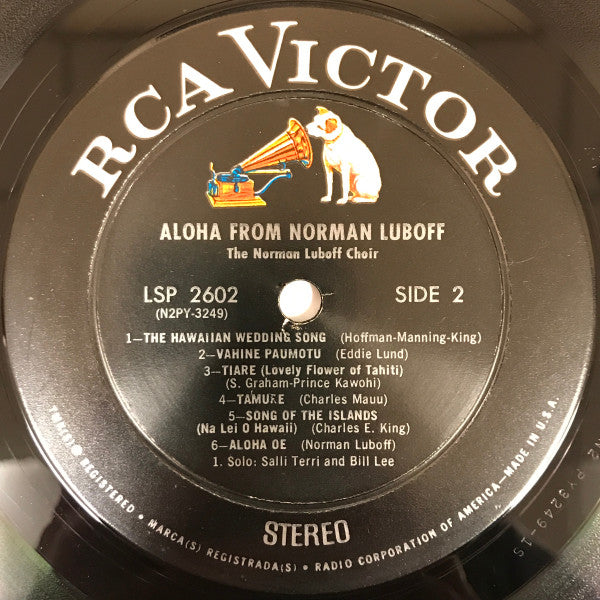 RCA VICTOR
ALOHA FROM NORMAN LUBOFF
The Norman Luboff Choir
LSP 2602 SIDE 2
(N2PY-3249)
1—THE HAWAIIAN WEDDING SONG (Hoffman-Manning-King)
2—VAHINE PAUMOTU (Eddie Lund)
3—TIARE (Lovely Flower of Tahiti)
(S. Graham-Prince Kawohi)
4—TAMURE (Charles Mauu)
5—SONG OF THE ISLANDS
(Na Lei O Hawaii) (Charles E. King)
6—ALOHA OE (Norman Luboff)
1. Solo: Salli Terri and Bill Lee
STEREO
TMK(S) ® REGISTERED • MARCA(S) REGISTRADA(S) • RADIO CORPORATION OF AMERICA—MADE IN U.S.A.